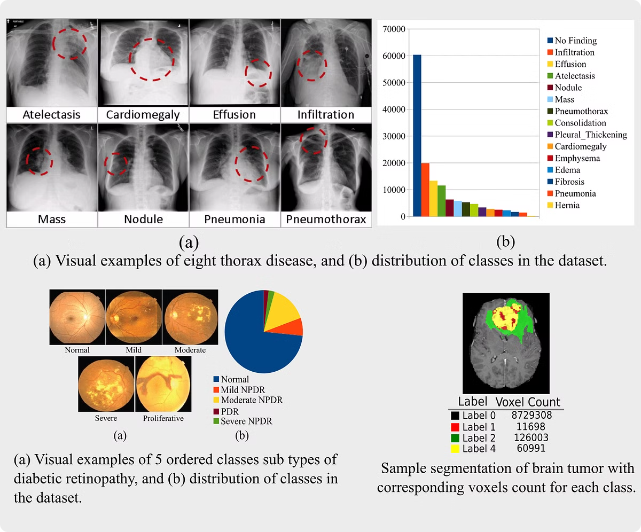 Atelectasis Cardiomegaly Effusion Infiltration
Mass Nodule Pneumonia Pneumothorax
(a)
70000
60000
50000
40000
30000
20000
10000
0
No Finding
Infiltration
Effusion
Atelectasis
Nodule
Mass
Pneumothorax
Consolidation
Pleural_Thickening
Cardiomegaly
Emphysema
Edema
Fibrosis
Pneumonia
Hernia
(b)
(a) Visual examples of eight thorax disease, and (b) distribution of classes in the dataset.
Normal Mild Moderate
Severe Proliferative
(a)
Normal
Mild NPDR
Moderate NPDR
PDR
Severe NPDR
(b)
(a) Visual examples of 5 ordered classes sub types of
diabetic retinopathy, and (b) distribution of classes in
the dataset.
Label Voxel Count
Label 0 8729308
Label 1 11698
Label 2 126003
Label 4 60991
Sample segmentation of brain tumor with
corresponding voxels count for each class.